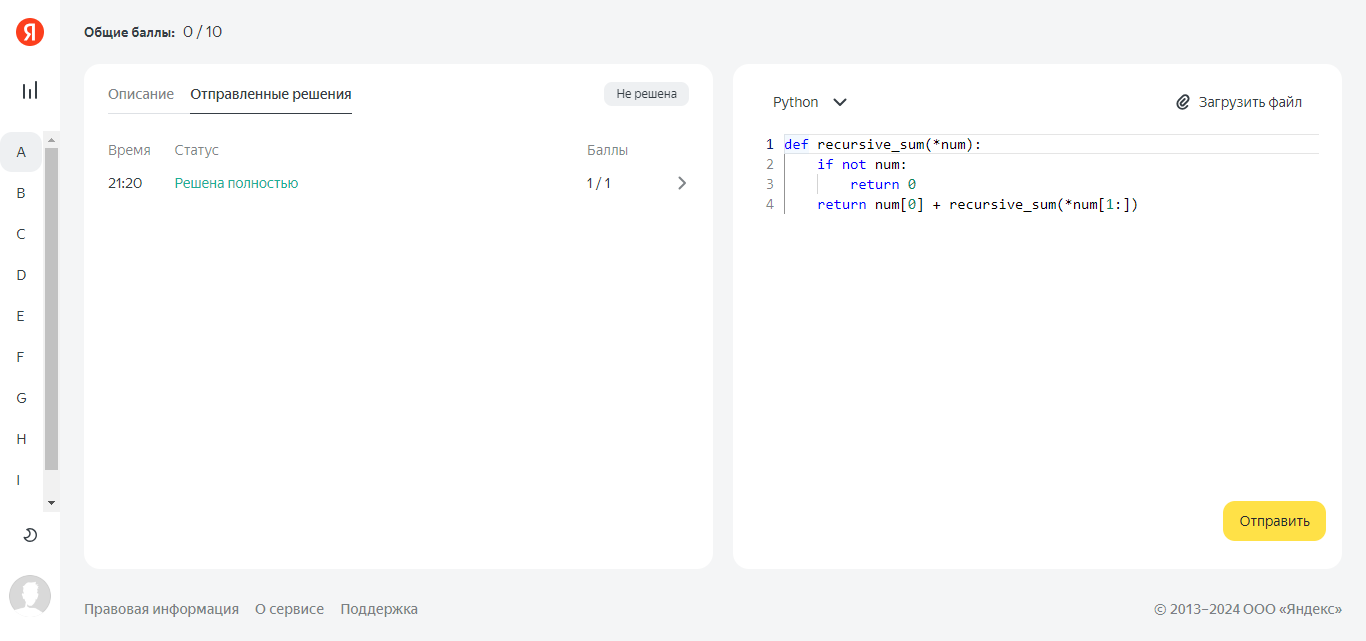 Я
Общие баллы: 0 / 10
A
B
C
D
E
F
G
H
I
Описание Отправленные решения Не решена
Время Статус Баллы
21:20 Решена полностью 1 / 1
Python Загрузить файл
1 def recursive_sum(*num):
2 if not num:
3 return 0
4 return num[0] + recursive_sum(*num[1:])
Отправить
Правовая информация О сервисе Поддержка © 2013–2024 ООО «Яндекс»